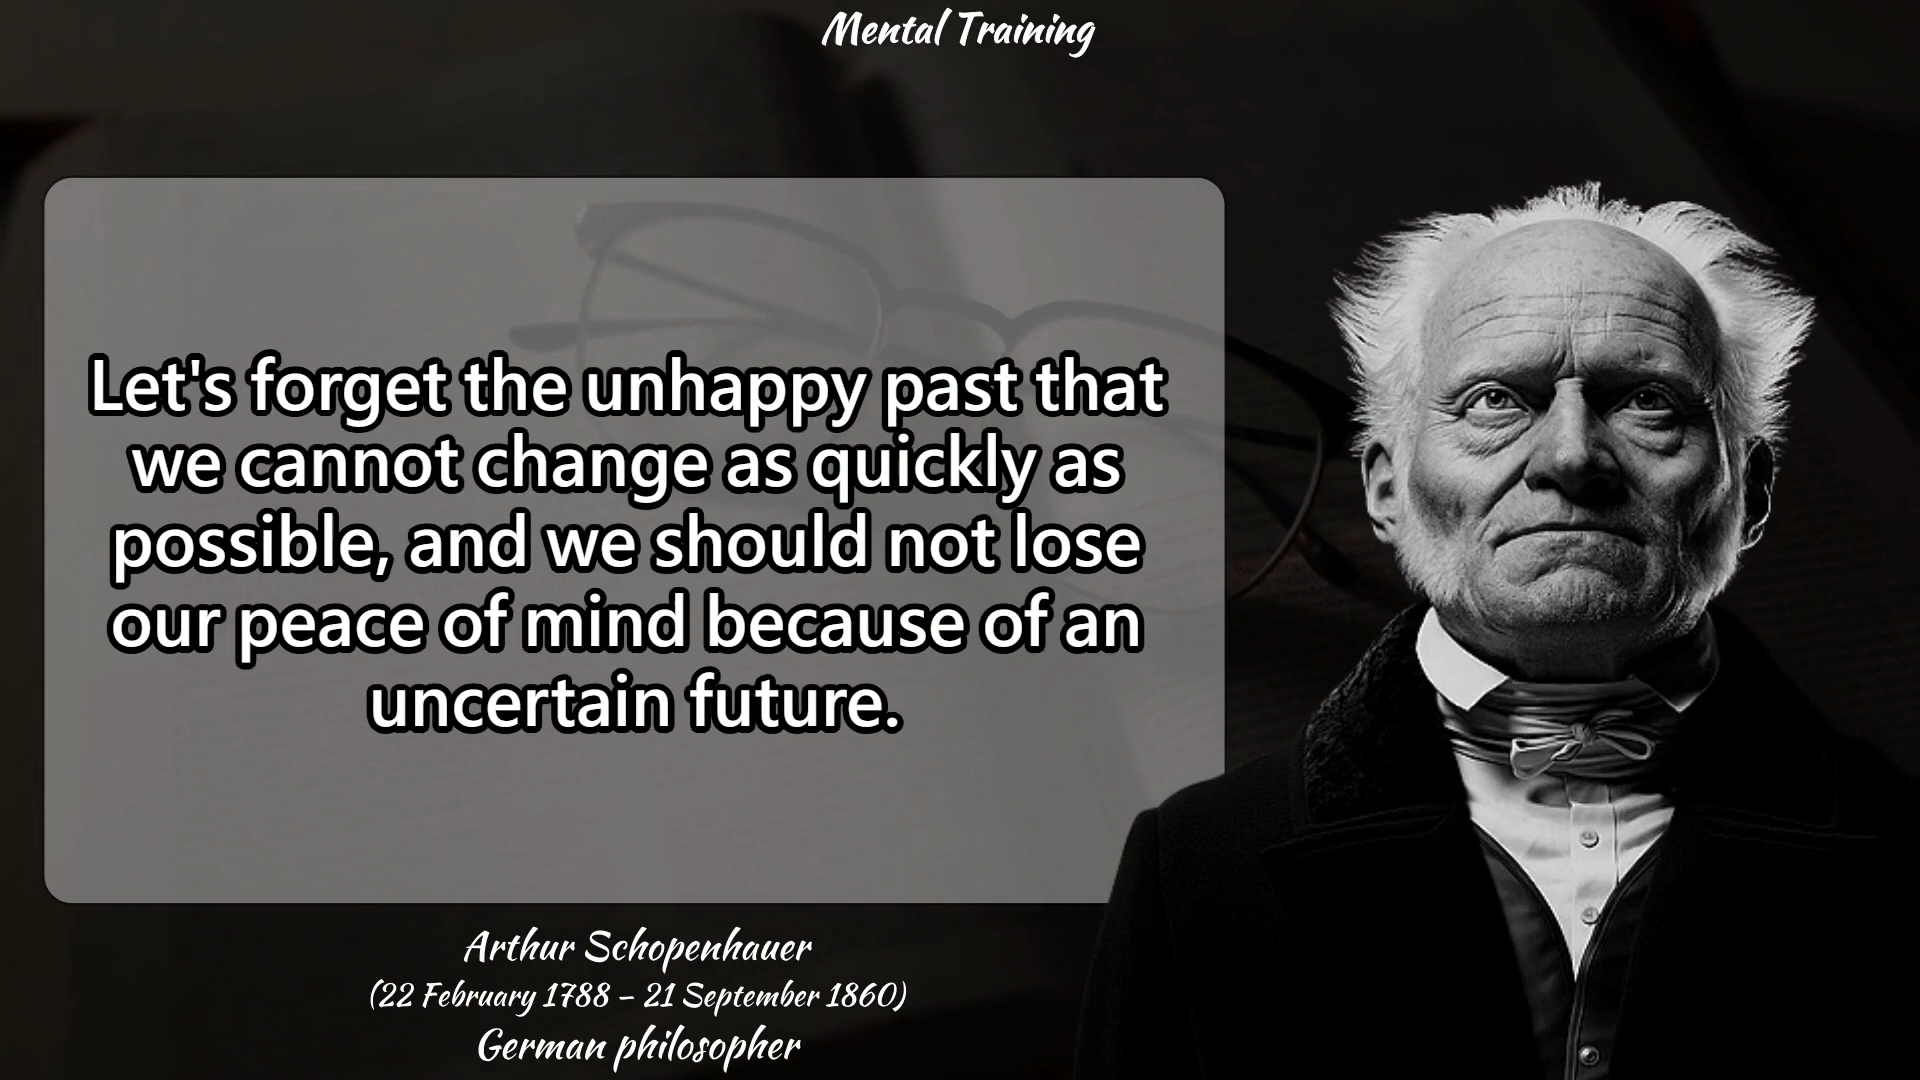 Mental Training
Let's forget the unhappy past that
we cannot change as quickly as
possible, and we should not lose
our peace of mind because of an
uncertain future.
Arthur Schopenhauer
(22 February 1788 – 21 September 1860)
German philosopher